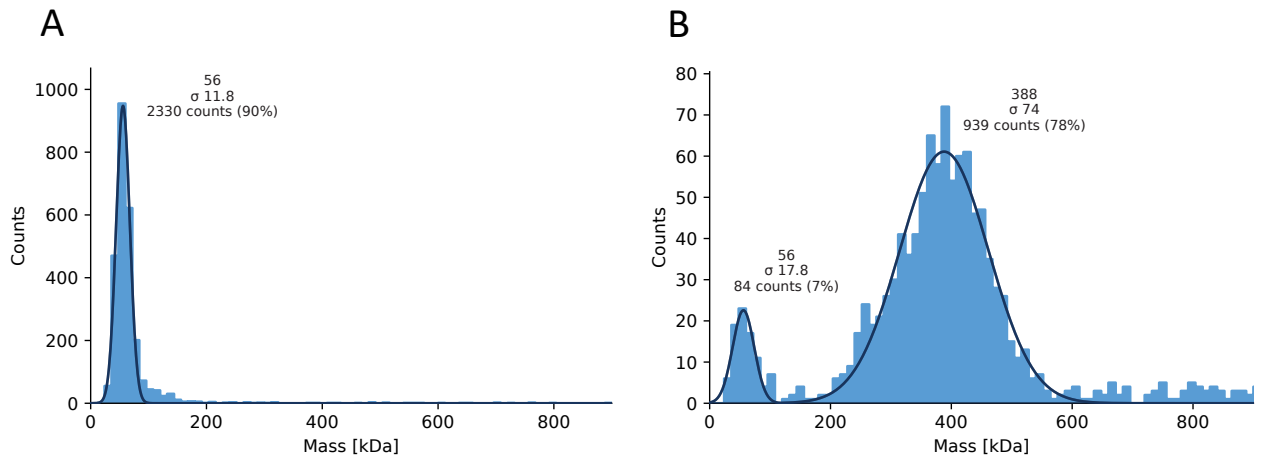 A
56
σ 11.8
2330 counts (90%)
1000
800
600
400
200
0
Counts
0 200 400 600 800
Mass [kDa]
B
388
σ 74
939 counts (78%)
56
σ 17.8
84 counts (7%)
80
70
60
50
40
30
20
10
0
Counts
0 200 400 600 800
Mass [kDa]